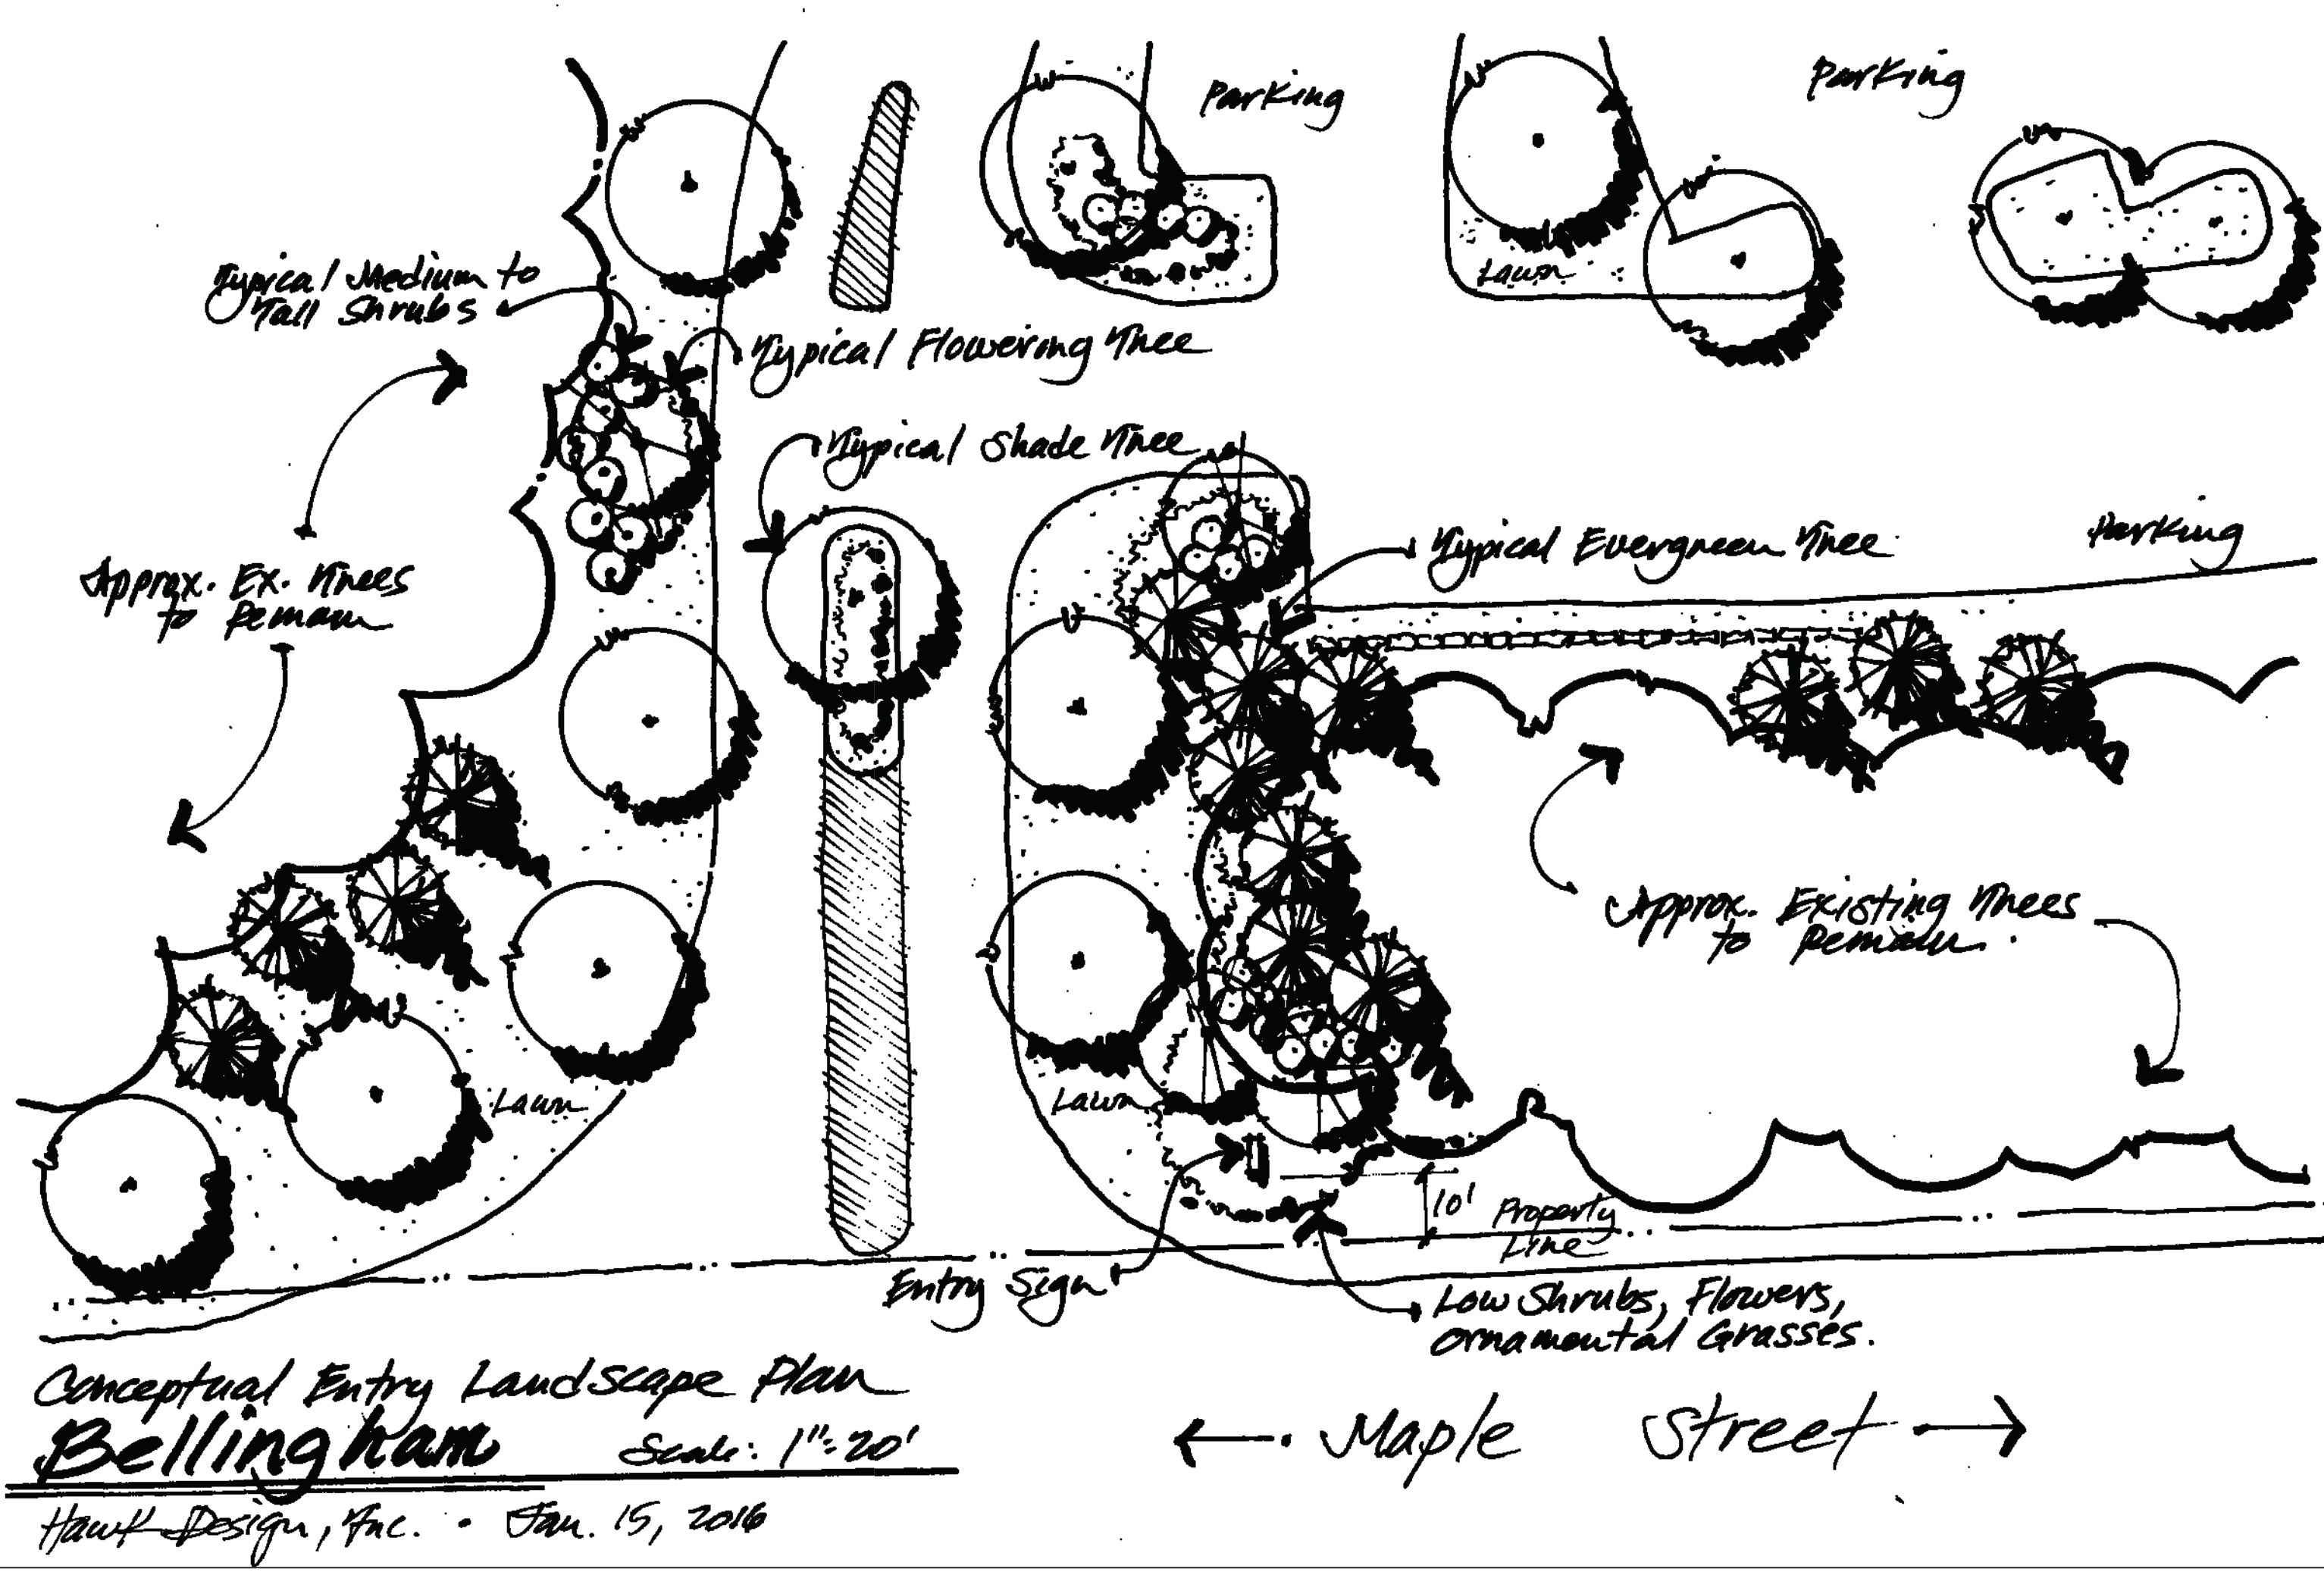 Parking
Parking
Typical Medium to
Tall Shrubs
Typical Flowering Tree
Typical Shade Tree
Typical Evergreen Tree
Parking
Approx. Ex. Trees
to Remain
Approx. Existing Trees
to Remain.
Lawn
Lawn
Lawn
10'
Property
Line
Entry Sign
Low Shrubs, Flowers,
Ornamental Grasses.
Conceptual Entry Landscape Plan
Bellingham
Scale: 1"=20'
Maple Street
Hawk Design, Inc. • Jan. 15, 2016